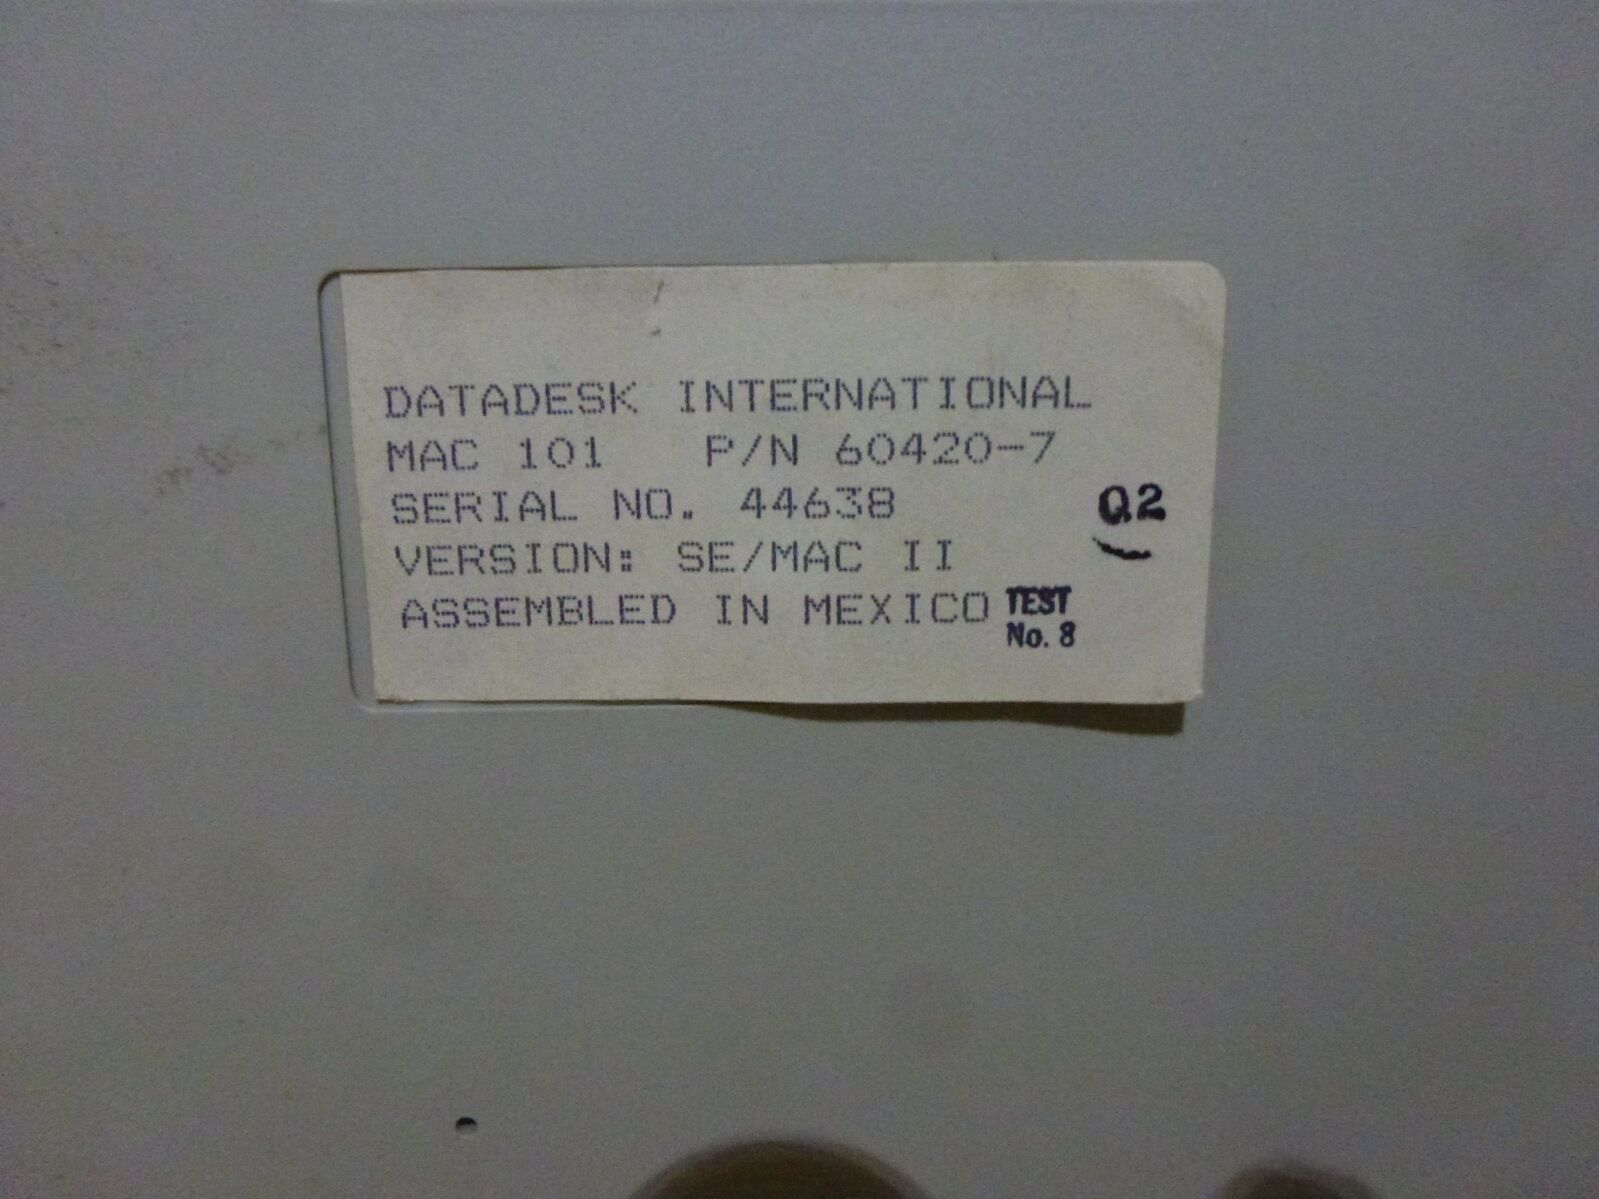 DATADESK INTERNATIONAL
MAC 101 P/N 60420-7
SERIAL NO. 44638
Q2
VERSION: SE/MAC II
ASSEMBLED IN MEXICO
TEST
No. 8